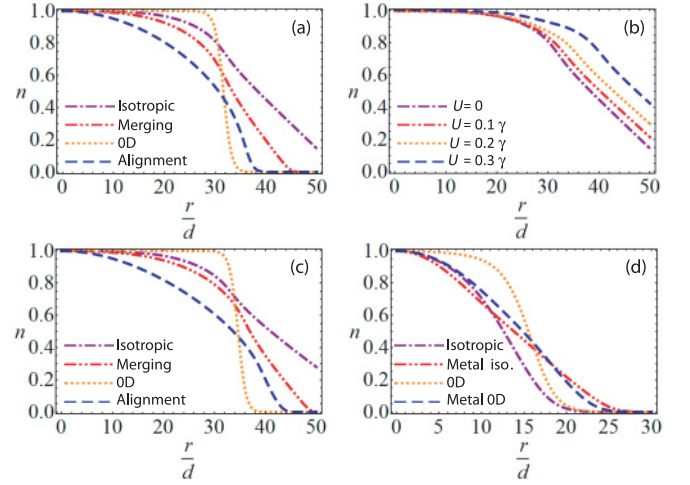 1.0
0.8
0.6
0.4
0.2
0.0
n
(a)
Isotropic
Merging
0D
Alignment
0 10 20 30 40 50
r
d
1.0
0.8
0.6
0.4
0.2
0.0
n
(b)
U = 0
U = 0.1 γ
U = 0.2 γ
U = 0.3 γ
0 10 20 30 40 50
r
d
1.0
0.8
0.6
0.4
0.2
0.0
n
(c)
Isotropic
Merging
0D
Alignment
0 10 20 30 40 50
r
d
1.0
0.8
0.6
0.4
0.2
0.0
n
(d)
Isotropic
Metal iso.
0D
Metal 0D
0 5 10 15 20 25 30
r
d